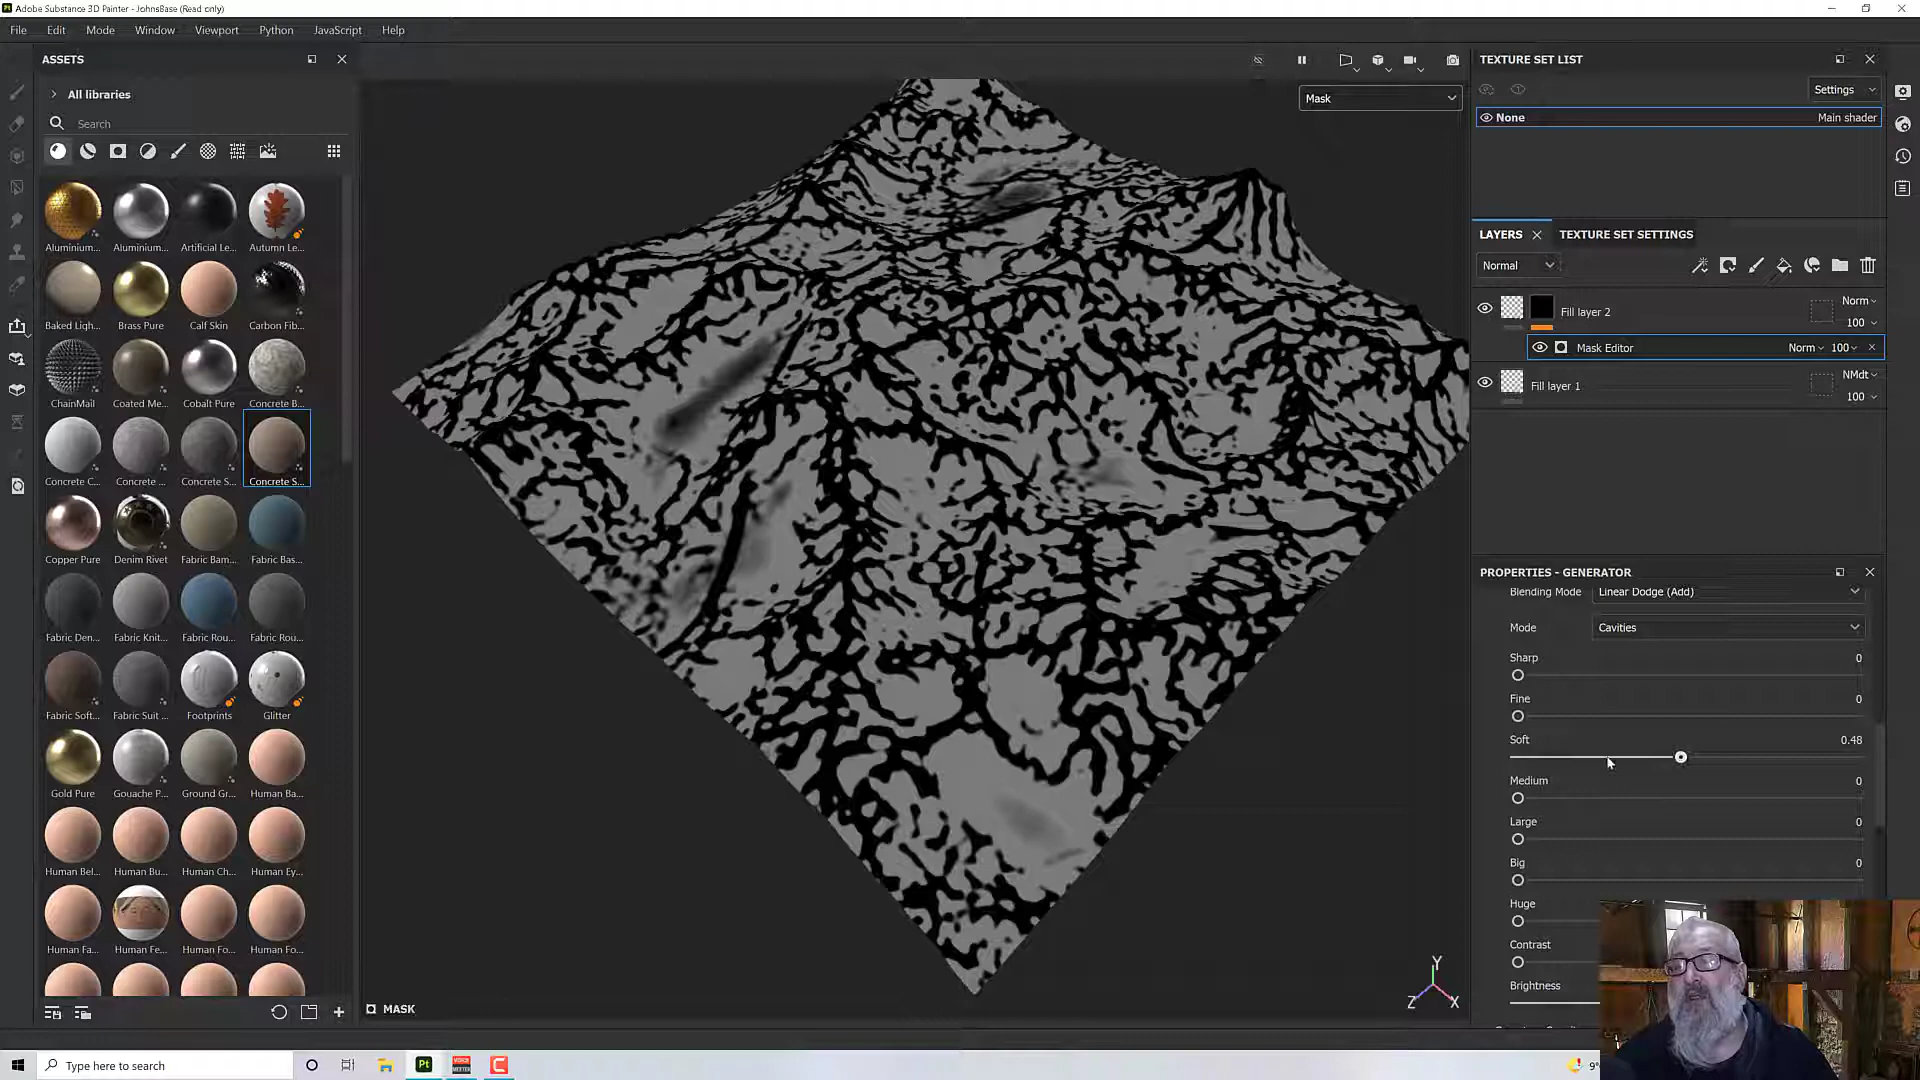 Adobe Substance 3D Painter - JohnsBase (Read only)
File Edit Mode Window Viewport Python JavaScript Help
ASSETS
All libraries
Search
Aluminium... Aluminium... Artificial Le... Autumn Le...
Baked Ligh... Brass Pure Calf Skin Carbon Fib...
ChainMail Coated Me... Cobalt Pure Concrete B...
Concrete C... Concrete ... Concrete S... Concrete S...
Copper Pure Denim Rivet Fabric Bam... Fabric Bas...
Fabric Den... Fabric Knit... Fabric Rou... Fabric Rou...
Fabric Soft... Fabric Suit ... Footprints Glitter
Gold Pure Gouache P... Ground Gr... Human Ba...
Human Bel... Human Bu... Human Ch... Human Ey...
Human Fa... Human Fe... Human Fo... Human Fo...
Mask
MASK
Y
Z
X
TEXTURE SET LIST
Settings
None Main shader
LAYERS TEXTURE SET SETTINGS
Normal
Fill layer 2 Norm
100
Mask Editor Norm 100
Fill layer 1 NMdt
100
PROPERTIES - GENERATOR
Blending Mode Linear Dodge (Add)
Mode Cavities
Sharp 0
Fine 0
Soft 0.48
Medium 0
Large 0
Big 0
Huge
Contrast
Brightness
Type here to search
Pt